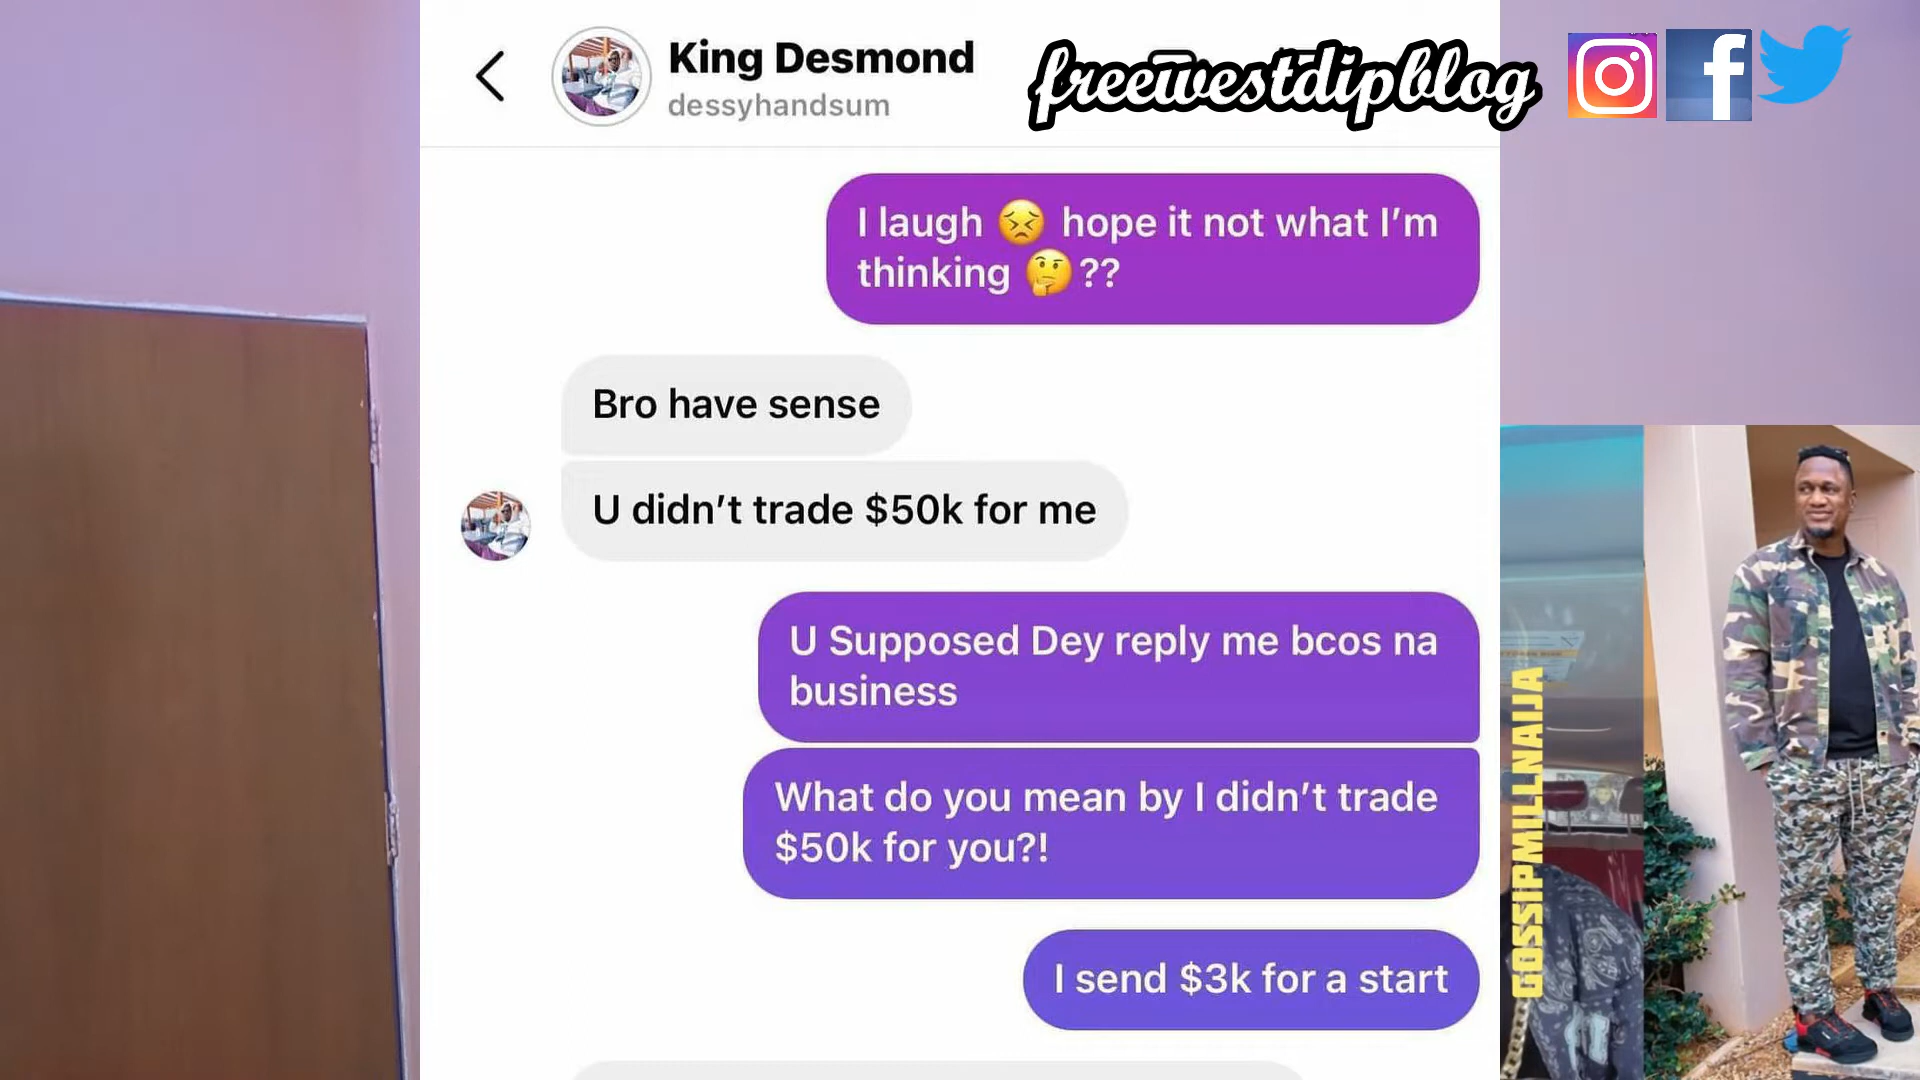 King Desmond
dessyhandsum
freewestdipblog
I laugh 😣 hope it not what I'm
thinking 🤔??
Bro have sense
U didn't trade $50k for me
U Supposed Dey reply me bcos na
business
What do you mean by I didn't trade
$50k for you?!
I send $3k for a start
GOSSIPMILLNAIJA